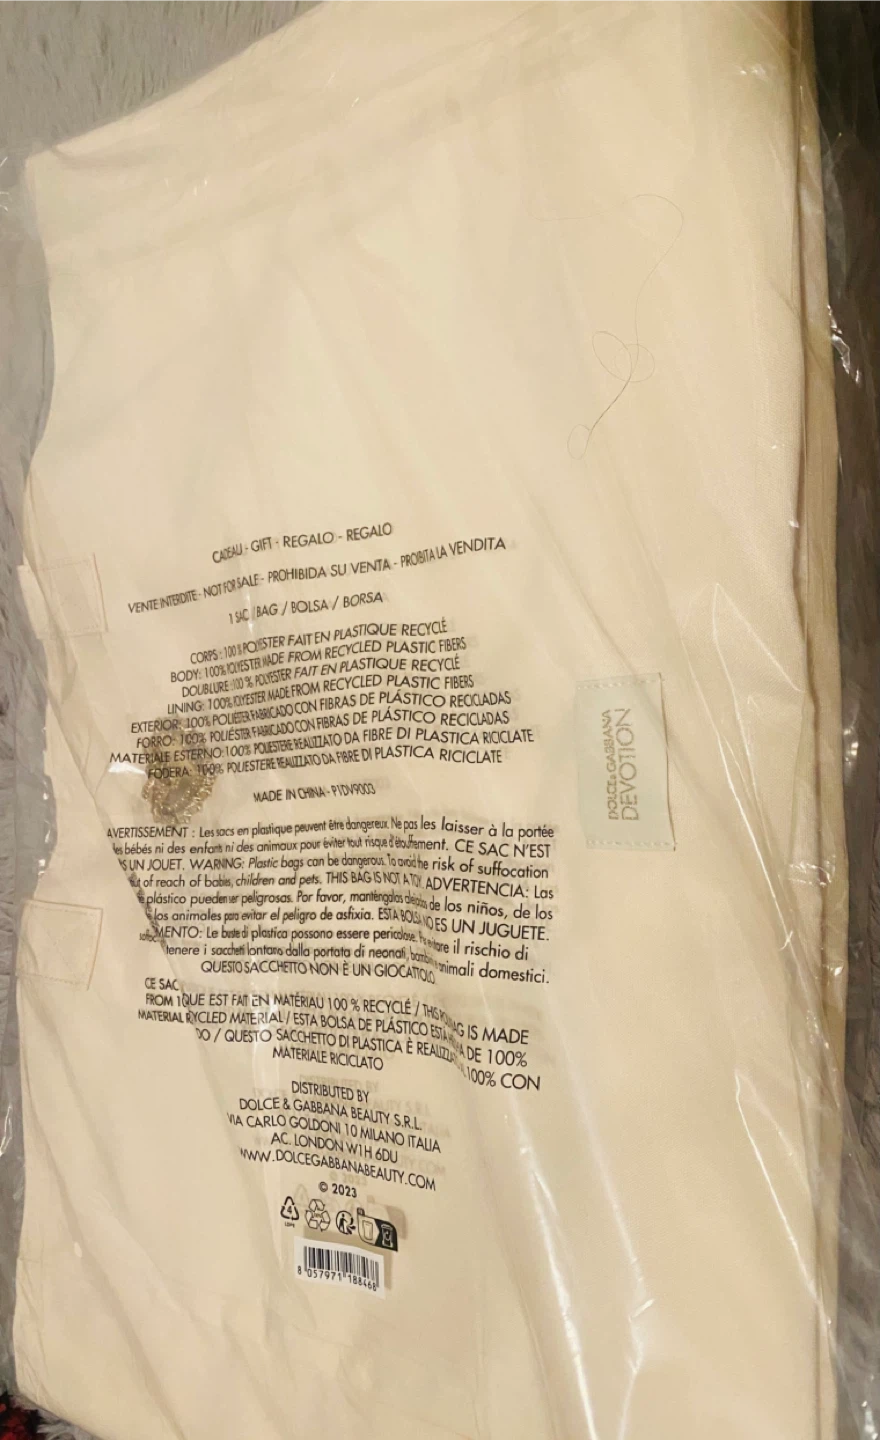 CADEAU - GIFT - REGALO - REGALO
VENTE INTERDITE - NOT FOR SALE - PROHIBIDA SU VENTA - PROIBITA LA VENDITA
1 SAC / BAG / BOLSA / BORSA
CORPS : 100 % POLYESTER FAIT EN PLASTIQUE RECYCLÉ
BODY: 100% POLYESTER MADE FROM RECYCLED PLASTIC FIBERS
DOUBLURE : 100 % POLYESTER FAIT EN PLASTIQUE RECYCLÉ
LINING: 100% POLYESTER MADE FROM RECYCLED PLASTIC FIBERS
EXTERIOR: 100% POLIÉSTER FABRICADO CON FIBRAS DE PLÁSTICO RECICLADAS
FORRO: 100% POLIÉSTER FABRICADO CON FIBRAS DE PLÁSTICO RECICLADAS
MATERIALE ESTERNO: 100% POLIESTERE REALIZZATO DA FIBRE DI PLASTICA RICICLATE
FODERA: 100% POLIESTERE REALIZZATO DA FIBRE DI PLASTICA RICICLATE
MADE IN CHINA - P1DV9003
AVERTISSEMENT : Les sacs en plastique peuvent être dangereux. Ne pas les laisser à la portée
des bébés ni des enfants ni des animaux pour éviter tout risque d'étouffement. CE SAC N'EST
UN JOUET. WARNING: Plastic bags can be dangerous. To avoid the risk of suffocation
of reach of babies, children and pets. THIS BAG IS NOT A TOY. ADVERTENCIA: Las
plástico pueden ser peligrosas. Por favor, manténgalas de los niños, de los
los animales para evitar el peligro de asfixia. ESTA BOLSA NO ES UN JUGUETE.
Le buste di plastica possono essere pericolose. il rischio di
tenere i sacchetti lontano dalla portata di neonati, bambini animali domestici.
QUESTO SACCHETTO NON È UN GIOCATTOLO
CE SAC
FROM 1 QUE EST FAIT EN MATÉRIAU 100 % RECYCLÉ / THIS AG IS MADE
MATERIAL RYCLED MATERIAL / ESTA BOLSA DE PLÁSTICO ESTÁ A DE 100%
DO / QUESTO SACCHETTO DI PLASTICA È 100% CON
MATERIALE RICICLATO
DISTRIBUTED BY
DOLCE & GABBANA BEAUTY S.R.L.
VIA CARLO GOLDONI 10 MILANO ITALIA
AC. LONDON W1H 6DU
WWW.DOLCEGABBANABEAUTY.COM
© 2023
4
LDPE
8 057971 188468
DOLCE & GABBANA
DEVOTION